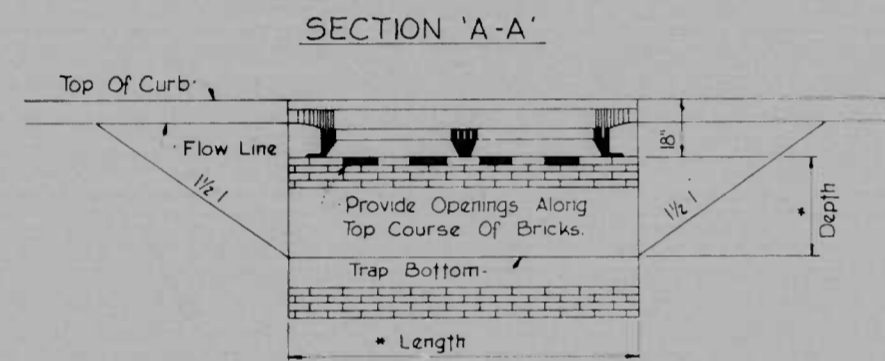 SECTION 'A-A'
Top Of Curb
Flow Line
18"
1½ 1
1½ 1
Provide Openings Along
Top Course Of Bricks.
* Depth
Trap Bottom
* Length